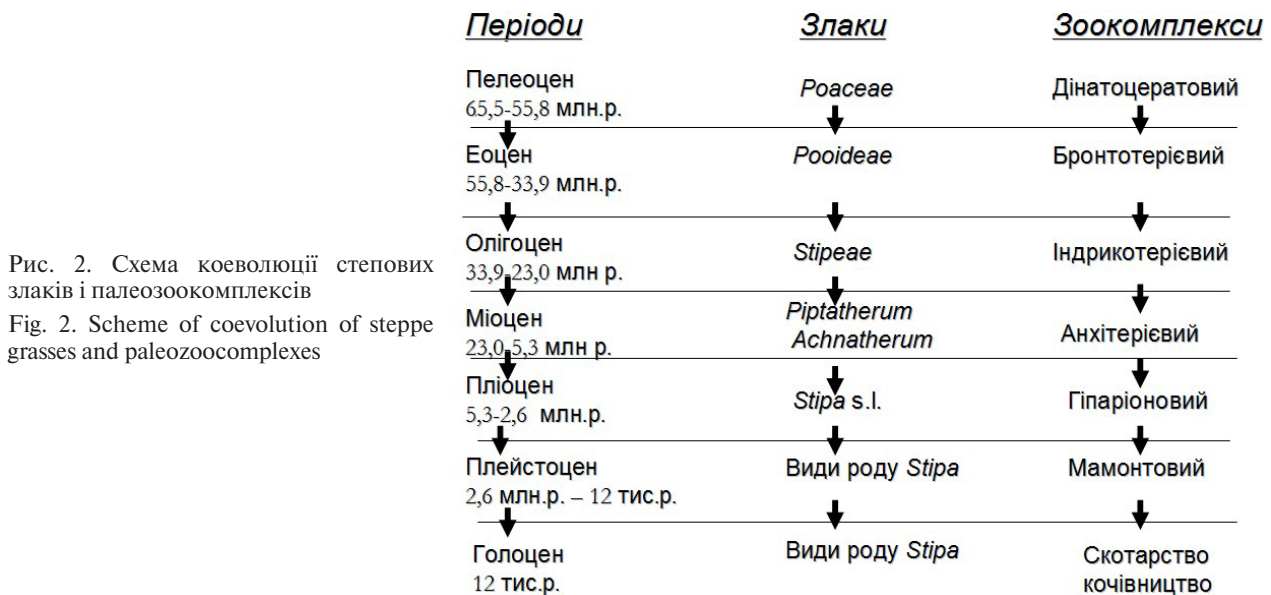 Періоди Злаки Зоокомплекси
Пелеоцен Poaceae Дінатоцератовий
65,5-55,8 млн.р.
Еоцен Pooideae Бронтотерієвий
55,8-33,9 млн.р.
Олігоцен Stipeae Індрикотерієвий
33,9-23,0 млн р.
Міоцен Piptatherum Анхітерієвий
23,0-5,3 млн р. Achnatherum
Пліоцен Stipa s.l. Гіпаріоновий
5,3-2,6 млн.р.
Плейстоцен Види роду Stipa Мамонтовий
2,6 млн.р. – 12 тис.р.
Голоцен Види роду Stipa Скотарство
12 тис.р. кочівництво
Рис. 2. Схема коеволюції степових
злаків і палеозоокомплексів
Fig. 2. Scheme of coevolution of steppe
grasses and paleozoocomplexes